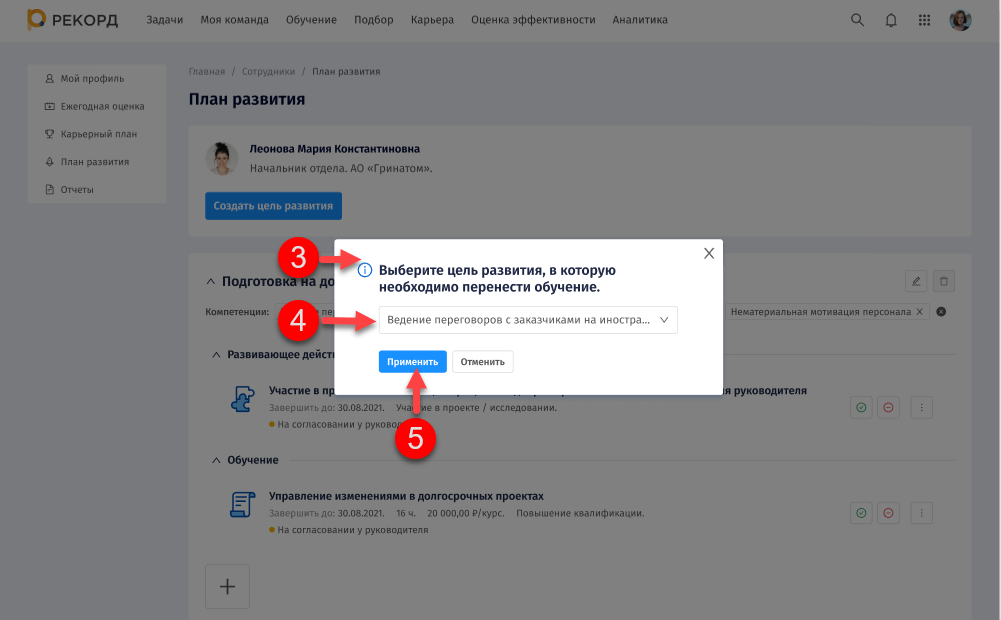 РЕКОРД
Задачи Моя команда Обучение Подбор Карьера Оценка эффективности Аналитика
Мой профиль
Ежегодная оценка
Карьерный план
План развития
Отчеты
Главная / Сотрудники / План развития
План развития
Леонова Мария Константиновна
Начальник отдела. АО «Гринатом».
Создать цель развития
3
Выберите цель развития, в которую
необходимо перенести обучение.
4
Ведение переговоров с заказчиками на иностра...
Применить Отменить
5
Подготовка на до
Компетенции:
Нематериальная мотивация персонала
Развивающее дейст
Участие в пр
я руководителя
Завершить до: 30.08.2021. Участие в проекте / исследовании.
На согласовании у руково
Обучение
Управление изменениями в долгосрочных проектах
Завершить до: 30.08.2021. 16 ч. 20 000,00 ₽/курс. Повышение квалификации.
На согласовании у руководителя